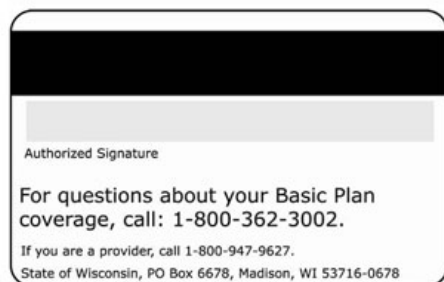 Authorized Signature
For questions about your Basic Plan
coverage, call: 1-800-362-3002.
If you are a provider, call 1-800-947-9627.
State of Wisconsin, PO Box 6678, Madison, WI 53716-0678